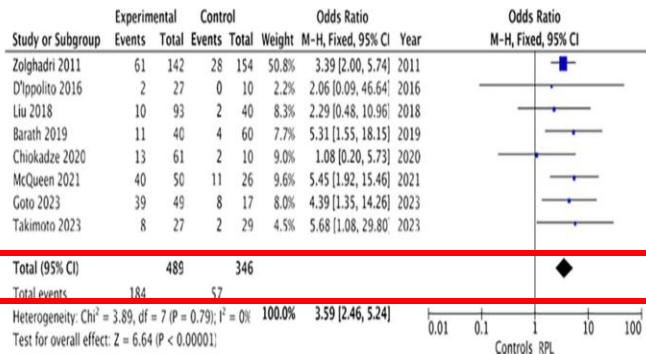 Experimental Control Odds Ratio Odds Ratio
Study or Subgroup Events Total Events Total Weight M-H, Fixed, 95% CI Year M-H, Fixed, 95% CI
Zolghadri 2011 61 142 28 154 50.8% 3.39 [2.00, 5.74] 2011
D'Ippolito 2016 2 27 0 10 2.6% 2.06 [0.09, 46.64] 2016
Liu 2018 10 93 2 40 8.3% 2.29 [0.48, 10.96] 2018
Barath 2019 11 40 4 60 7.7% 5.31 [1.55, 18.15] 2019
Chiokadze 2020 13 61 2 10 9.0% 1.08 [0.20, 5.73] 2020
McQueen 2021 40 50 11 26 9.6% 5.45 [1.92, 15.46] 2021
Goto 2023 39 49 8 17 7.6% 4.39 [1.35, 14.26] 2023
Takimoto 2023 8 27 2 29 4.5% 5.68 [1.08, 29.80] 2023
Total (95% CI) 489 346
Total events 184 57
Heterogeneity: Chi² = 3.89, df = 7 (P = 0.79); I² = 0% 100.0% 3.59 [2.46, 5.24]
Test for overall effect: Z = 6.64 (P < 0.00001)
0.01 0.1 1 10 100
Controls RPL